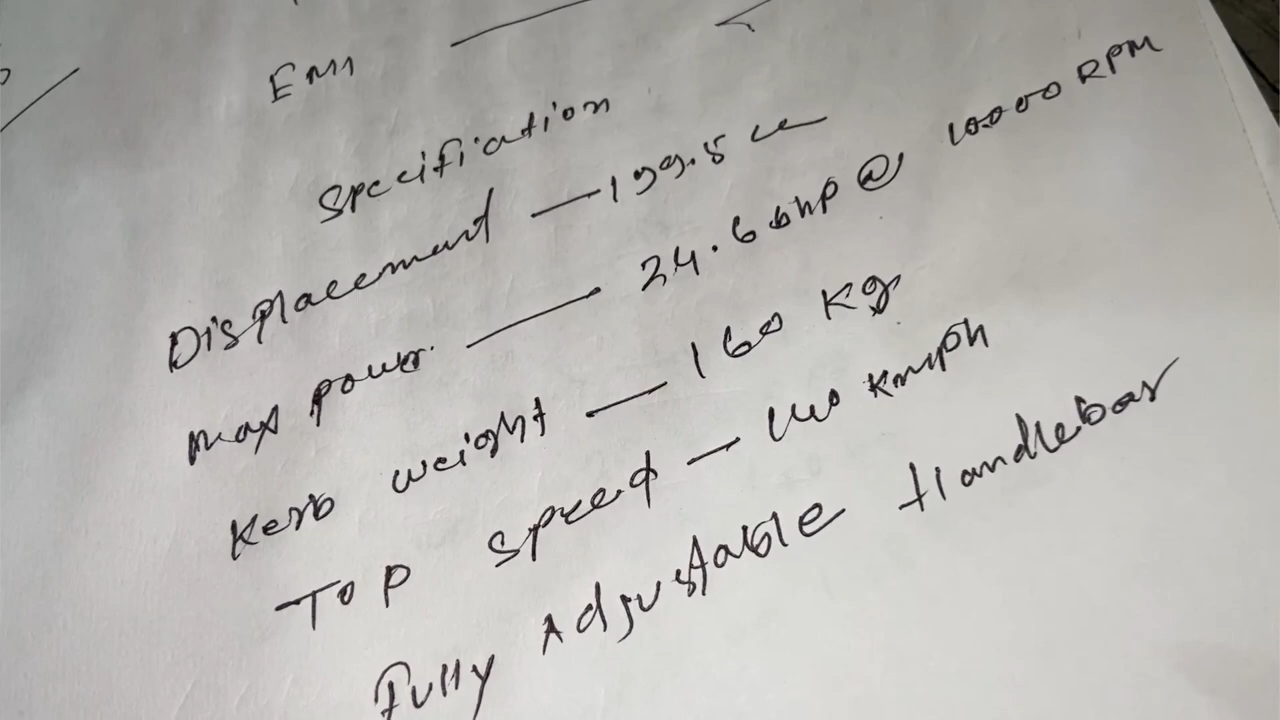 EMI
Specifiation
Displacement — 199.5 cc
Max power — 24.6 bhp @ 10000 RPM
Kerb weight — 160 Kg
Top Speed — 140 Kmph
Fully Adjustable Handlebar